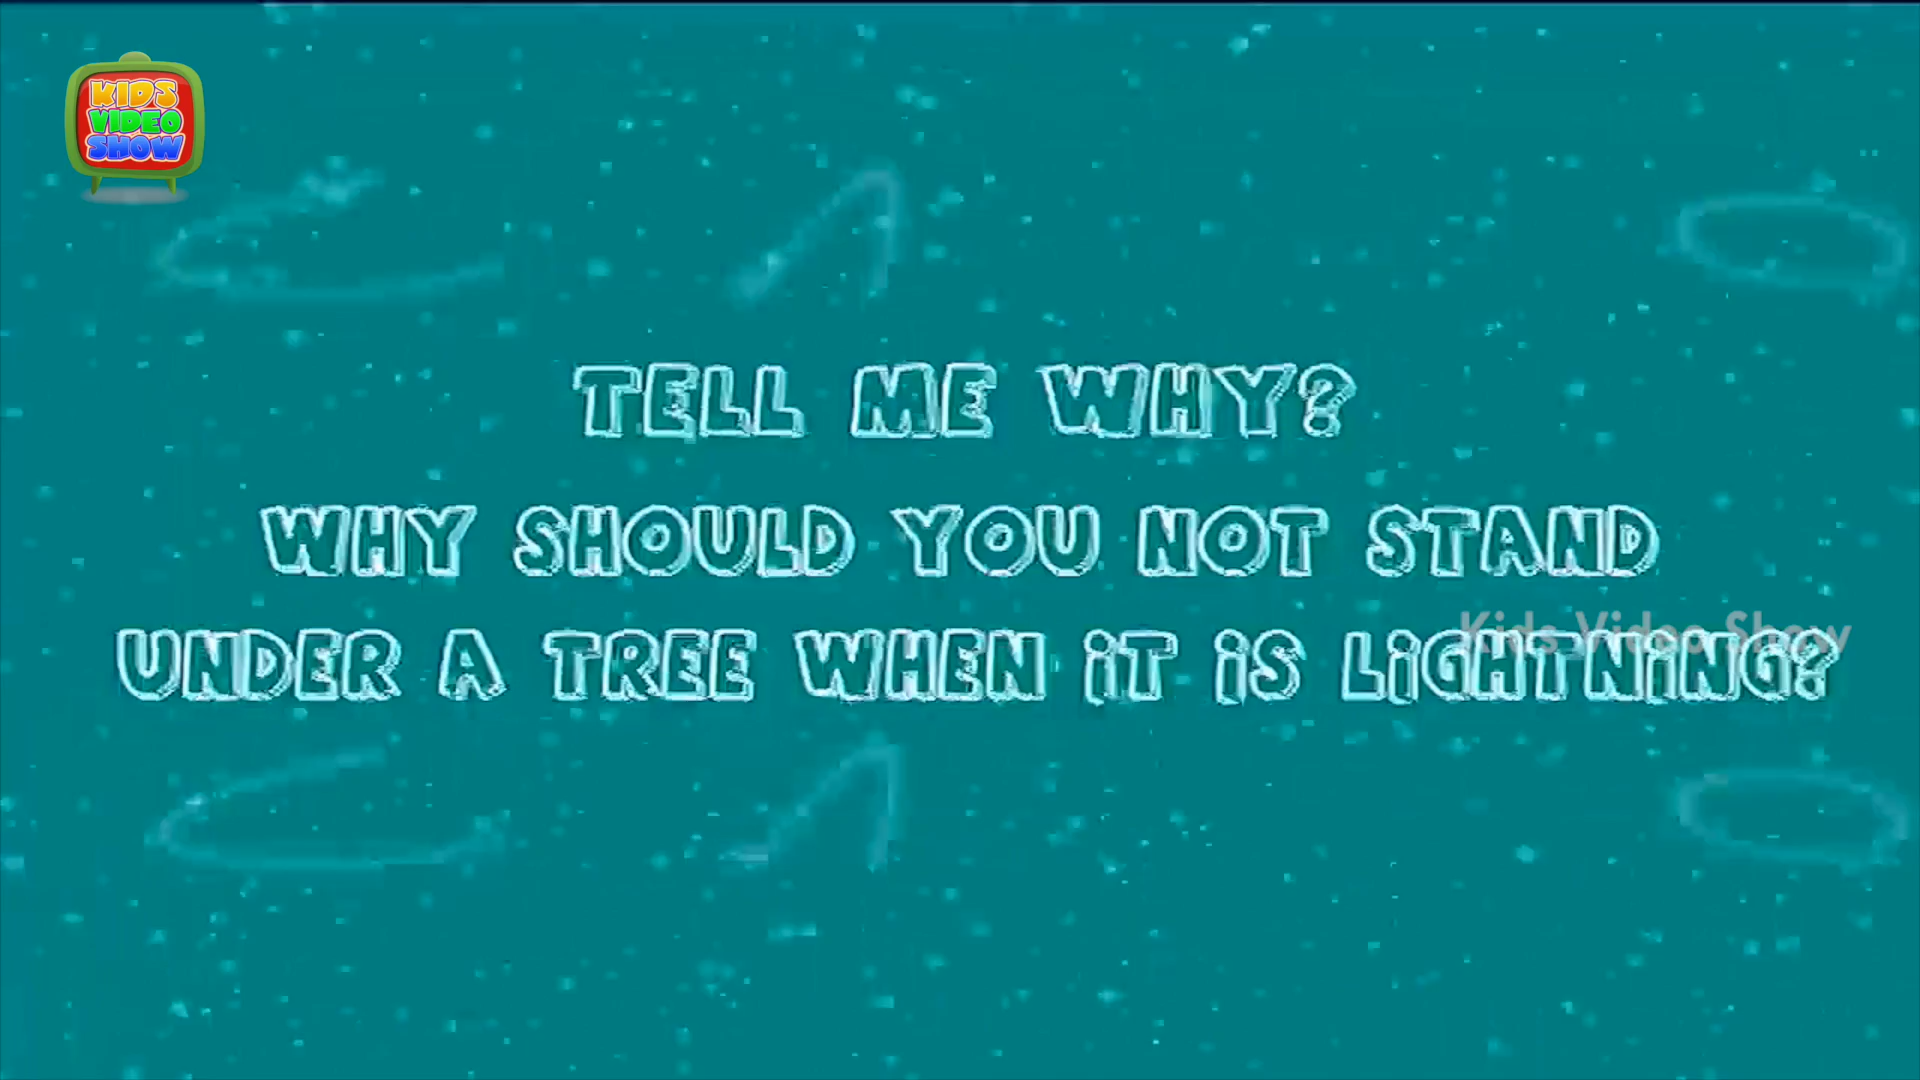 KIDS
VIDEO
SHOW
TELL ME WHY?
WHY SHOULD YOU NOT STAND
Kids Video Show
UNDER A TREE WHEN iT iS LiGHTNiNG?